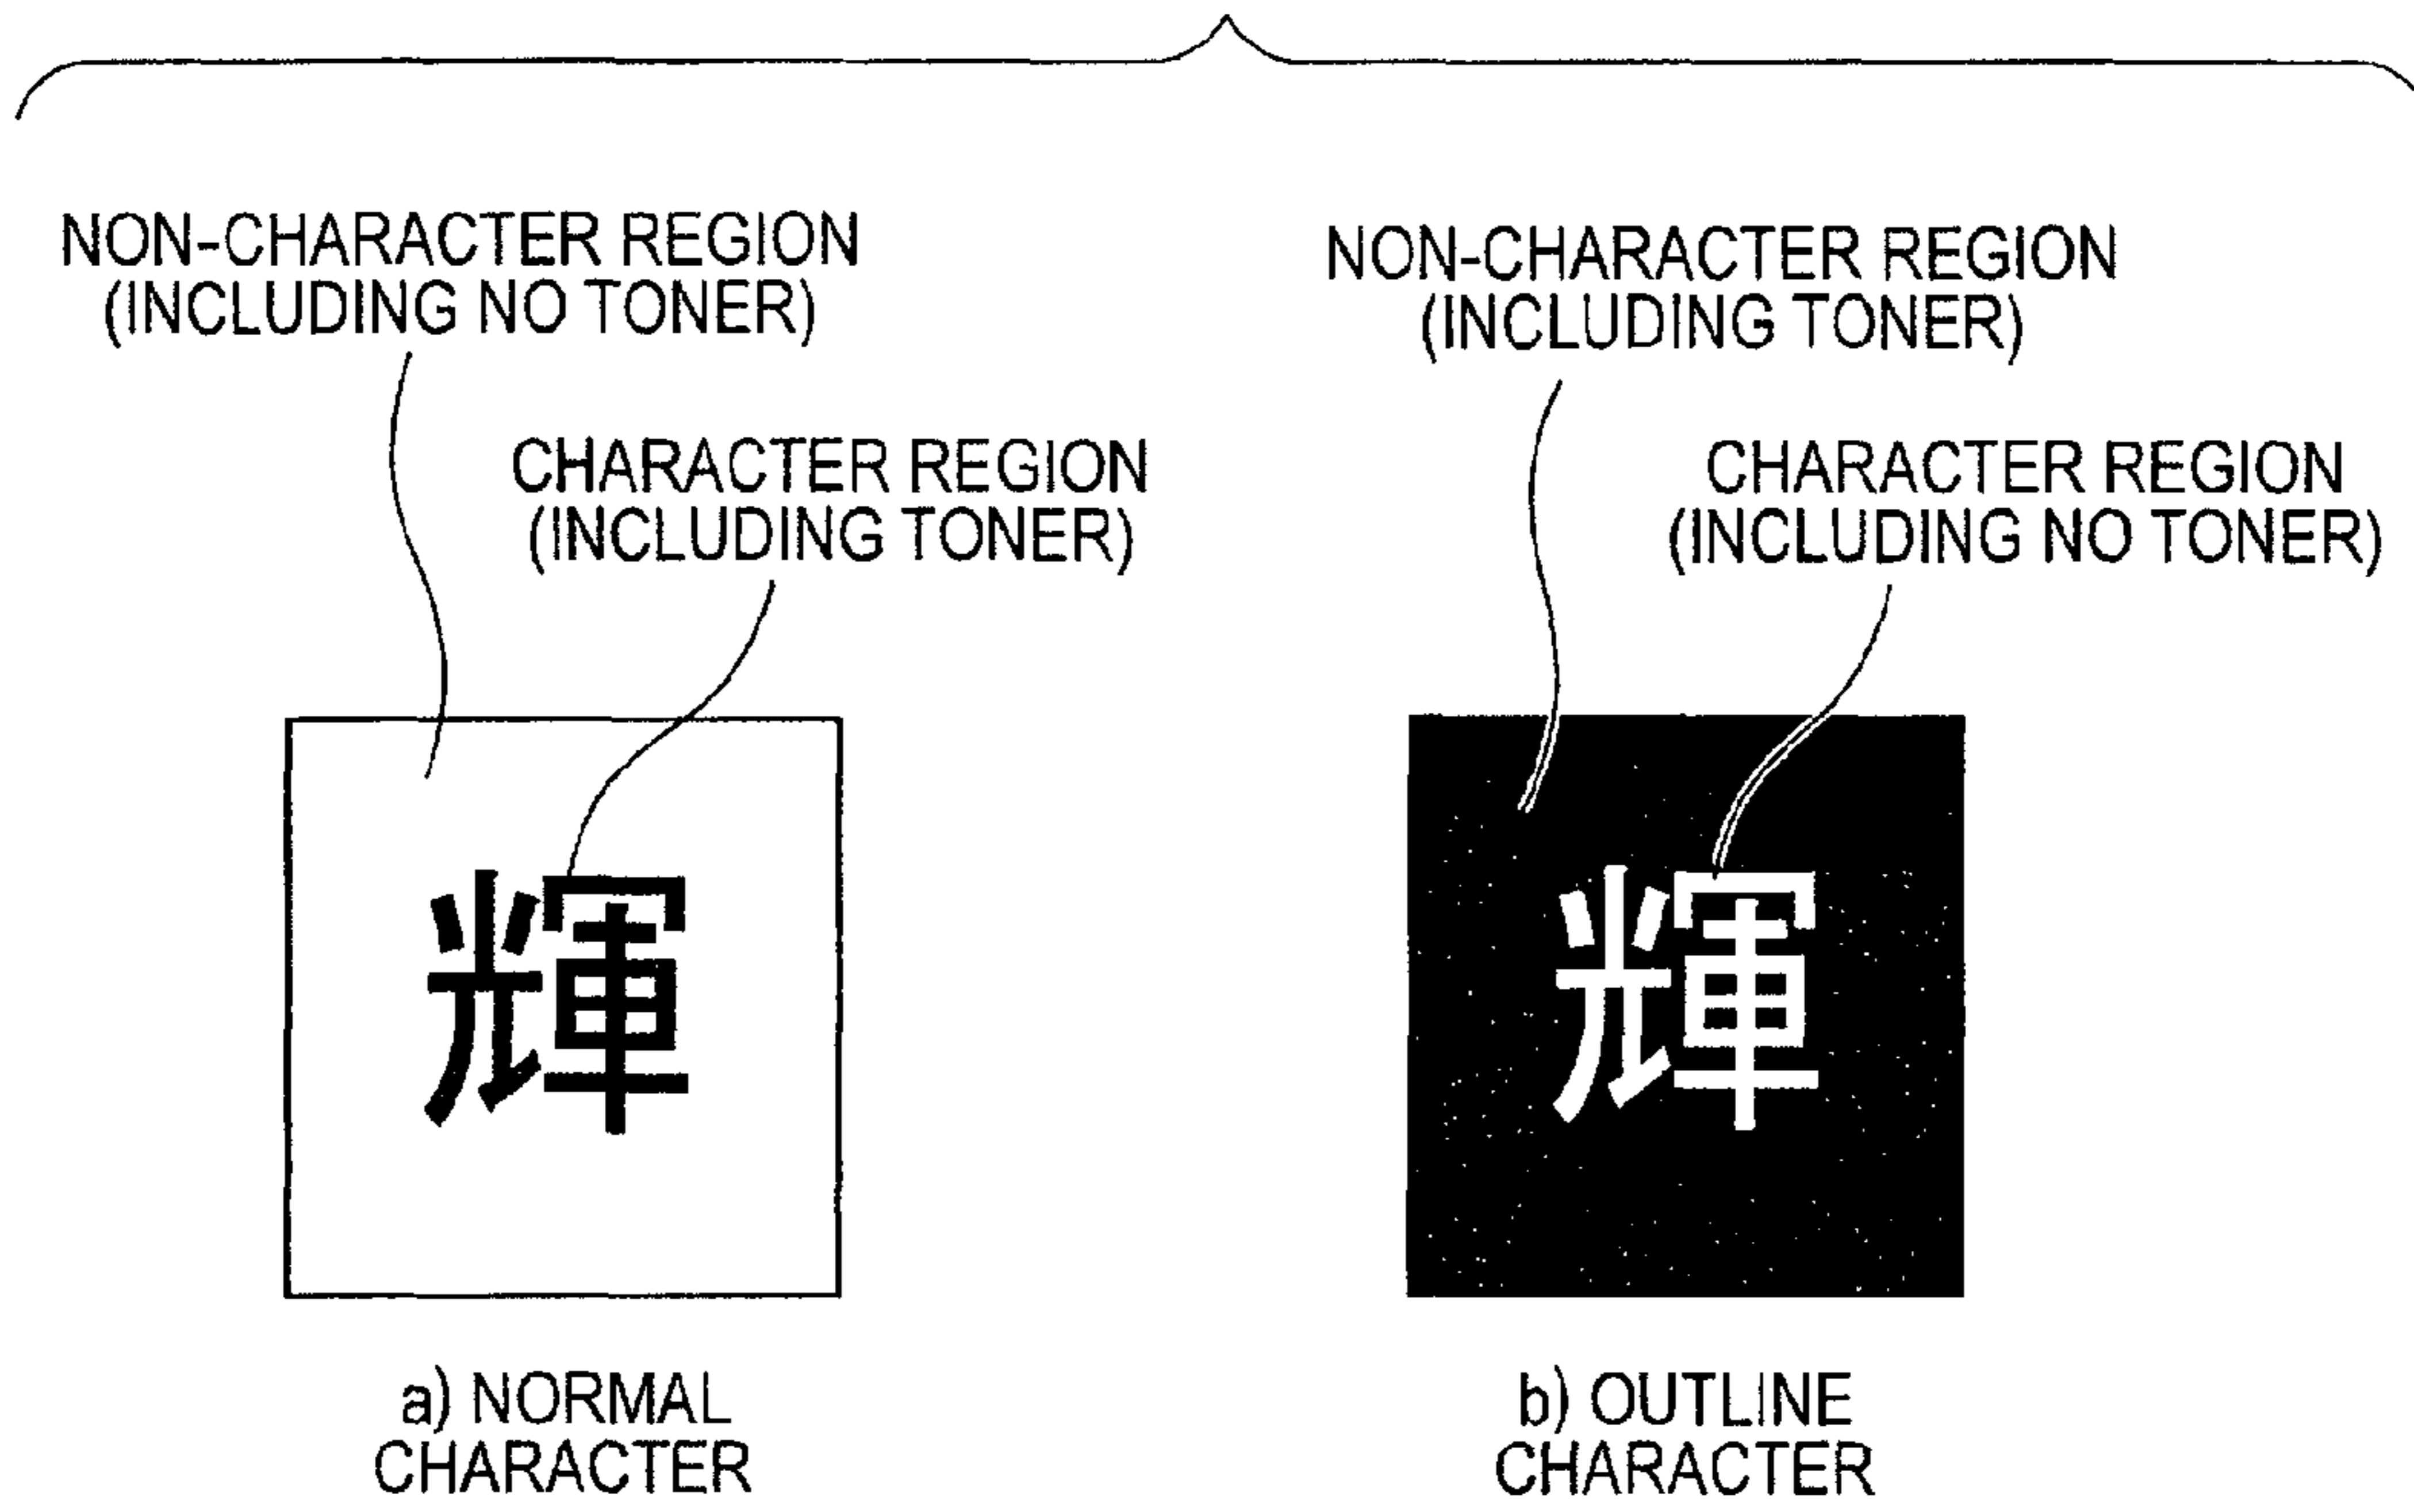 NON-CHARACTER REGION
(INCLUDING NO TONER)
CHARACTER REGION
(INCLUDING TONER)
輝
a) NORMAL
CHARACTER
NON-CHARACTER REGION
(INCLUDING TONER)
CHARACTER REGION
(INCLUDING NO TONER)
輝
b) OUTLINE
CHARACTER